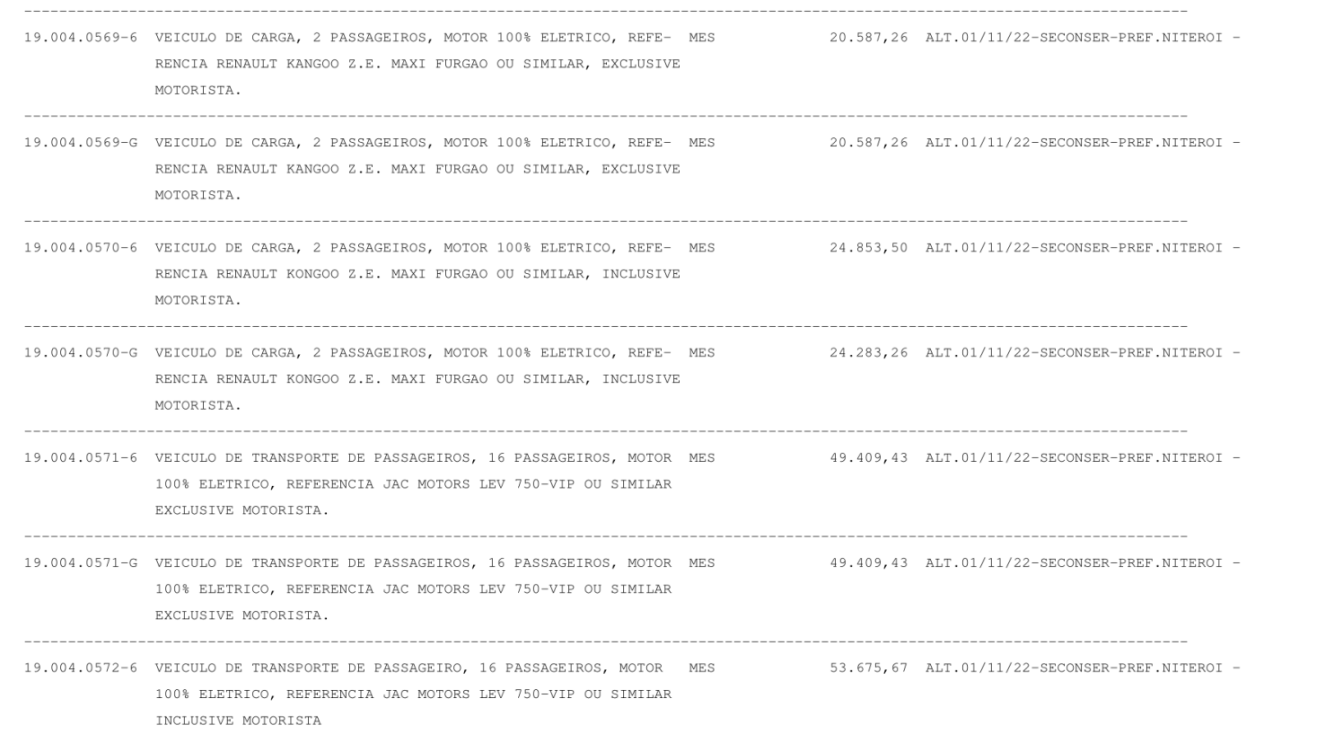 19.004.0569-6 VEICULO DE CARGA, 2 PASSAGEIROS, MOTOR 100% ELETRICO, REFE- MES 20.587,26 ALT.01/11/22-SECONSER-PREF.NITEROI -
RENCIA RENAULT KANGOO Z.E. MAXI FURGAO OU SIMILAR, EXCLUSIVE
MOTORISTA.
19.004.0569-G VEICULO DE CARGA, 2 PASSAGEIROS, MOTOR 100% ELETRICO, REFE- MES 20.587,26 ALT.01/11/22-SECONSER-PREF.NITEROI -
RENCIA RENAULT KANGOO Z.E. MAXI FURGAO OU SIMILAR, EXCLUSIVE
MOTORISTA.
19.004.0570-6 VEICULO DE CARGA, 2 PASSAGEIROS, MOTOR 100% ELETRICO, REFE- MES 24.853,50 ALT.01/11/22-SECONSER-PREF.NITEROI -
RENCIA RENAULT KONGOO Z.E. MAXI FURGAO OU SIMILAR, INCLUSIVE
MOTORISTA.
19.004.0570-G VEICULO DE CARGA, 2 PASSAGEIROS, MOTOR 100% ELETRICO, REFE- MES 24.283,26 ALT.01/11/22-SECONSER-PREF.NITEROI -
RENCIA RENAULT KONGOO Z.E. MAXI FURGAO OU SIMILAR, INCLUSIVE
MOTORISTA.
19.004.0571-6 VEICULO DE TRANSPORTE DE PASSAGEIROS, 16 PASSAGEIROS, MOTOR MES 49.409,43 ALT.01/11/22-SECONSER-PREF.NITEROI -
100% ELETRICO, REFERENCIA JAC MOTORS LEV 750-VIP OU SIMILAR
EXCLUSIVE MOTORISTA.
19.004.0571-G VEICULO DE TRANSPORTE DE PASSAGEIROS, 16 PASSAGEIROS, MOTOR MES 49.409,43 ALT.01/11/22-SECONSER-PREF.NITEROI -
100% ELETRICO, REFERENCIA JAC MOTORS LEV 750-VIP OU SIMILAR
EXCLUSIVE MOTORISTA.
19.004.0572-6 VEICULO DE TRANSPORTE DE PASSAGEIRO, 16 PASSAGEIROS, MOTOR MES 53.675,67 ALT.01/11/22-SECONSER-PREF.NITEROI -
100% ELETRICO, REFERENCIA JAC MOTORS LEV 750-VIP OU SIMILAR
INCLUSIVE MOTORISTA